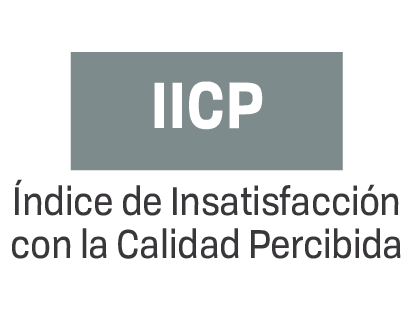 IICP
Índice de Insatisfacción
con la Calidad Percibida